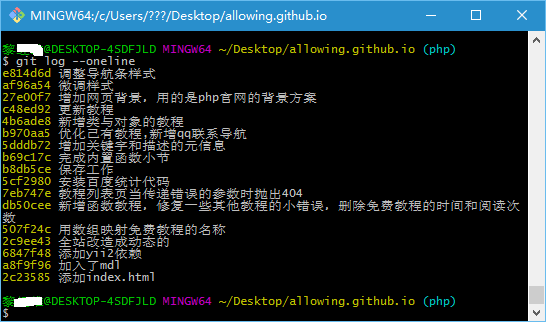 MINGW64:/c/Users/???/Desktop/allowing.github.io
黎@DESKTOP-4SDFJLD MINGW64 ~/Desktop/allowing.github.io (php)
$ git log --oneline
e814d6d 调整导航条样式
af96a54 微调样式
27e00f7 增加网页背景, 用的是php官网的背景方案
c48ed92 更新教程
4b6ade8 新增类与对象的教程
b970aa5 优化已有教程,新增qq联系导航
5dddb72 增加关键字和描述的元信息
b69c17c 完成内置函数小节
b8db5ce 保存工作
5cf2980 安装百度统计代码
7eb747e 教程列表页当传递错误的参数时抛出404
db50cee 新增函数教程, 修复一些其他教程的小错误, 删除免费教程的时间和阅读次
数
507f24c 用数组映射免费教程的名称
2c9ee43 全站改造成动态的
6847f48 添加yii2依赖
a8f9f96 加入了mdl
2c23585 添加index.html
黎@DESKTOP-4SDFJLD MINGW64 ~/Desktop/allowing.github.io (php)
$